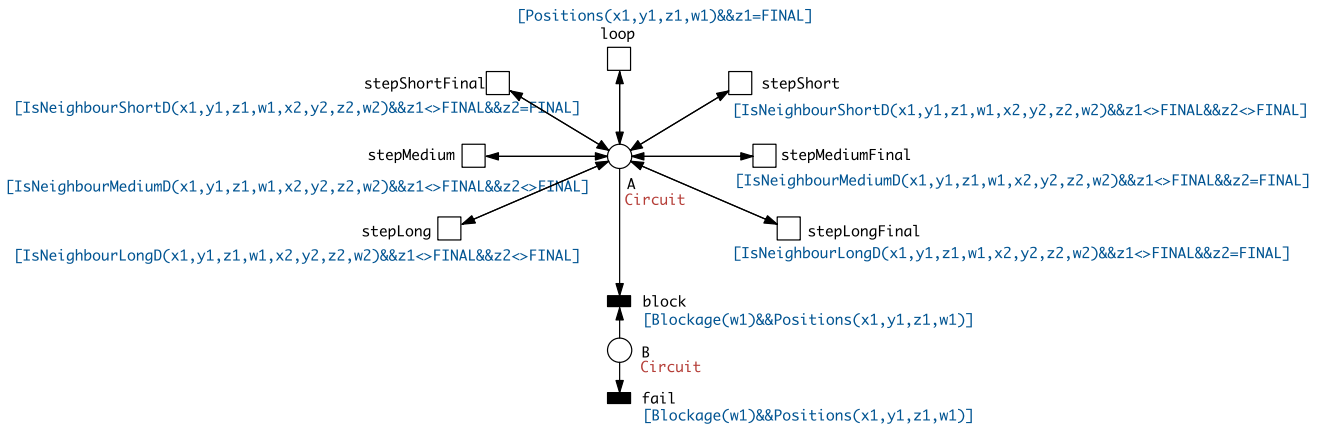 [Positions(x1,y1,z1,w1)&&z1=FINAL]
loop
stepShortFinal
stepShort
[IsNeighbourShortD(x1,y1,z1,w1,x2,y2,z2,w2)&&z1<>FINAL&&z2=FINAL]
[IsNeighbourShortD(x1,y1,z1,w1,x2,y2,z2,w2)&&z1<>FINAL&&z2<>FINAL]
stepMedium
stepMediumFinal
[IsNeighbourMediumD(x1,y1,z1,w1,x2,y2,z2,w2)&&z1<>FINAL&&z2<>FINAL]
[IsNeighbourMediumD(x1,y1,z1,w1,x2,y2,z2,w2)&&z1<>FINAL&&z2=FINAL]
A
Circuit
stepLong
stepLongFinal
[IsNeighbourLongD(x1,y1,z1,w1,x2,y2,z2,w2)&&z1<>FINAL&&z2<>FINAL]
[IsNeighbourLongD(x1,y1,z1,w1,x2,y2,z2,w2)&&z1<>FINAL&&z2=FINAL]
block
[Blockage(w1)&&Positions(x1,y1,z1,w1)]
B
Circuit
fail
[Blockage(w1)&&Positions(x1,y1,z1,w1)]